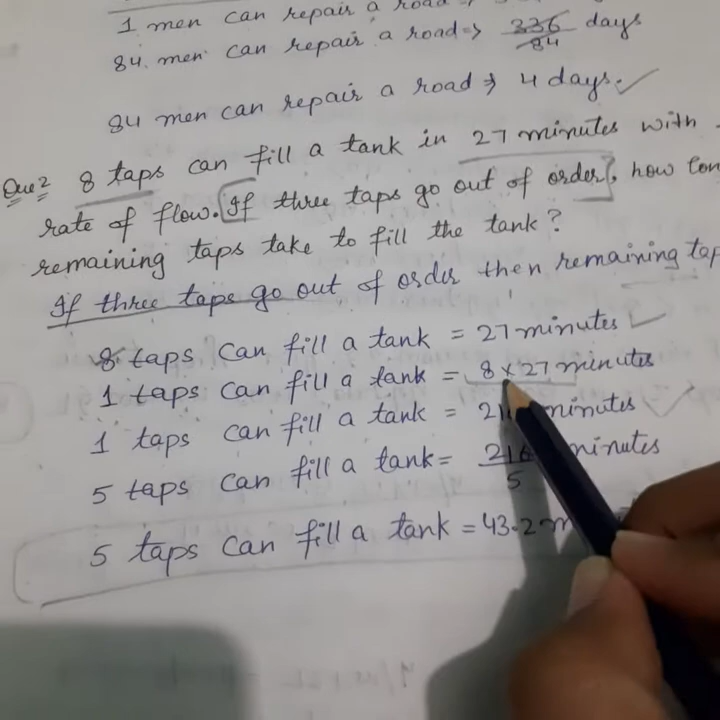 1 men can repair a road ⇒
84 men can repair a road ⇒ 336/84 days
84 men can repair a road ⇒ 4 days.
Que2 8 taps can fill a tank in 27 minutes with
rate of flow. If three taps go out of order, how
remaining taps take to fill the tank?
If three taps go out of order then remaining
8 taps can fill a tank = 27 minutes
1 taps can fill a tank = 8 × 27 minutes
1 taps can fill a tank = minutes
5 taps can fill a tank = 216/5 minutes
5 taps can fill a tank = 43.2